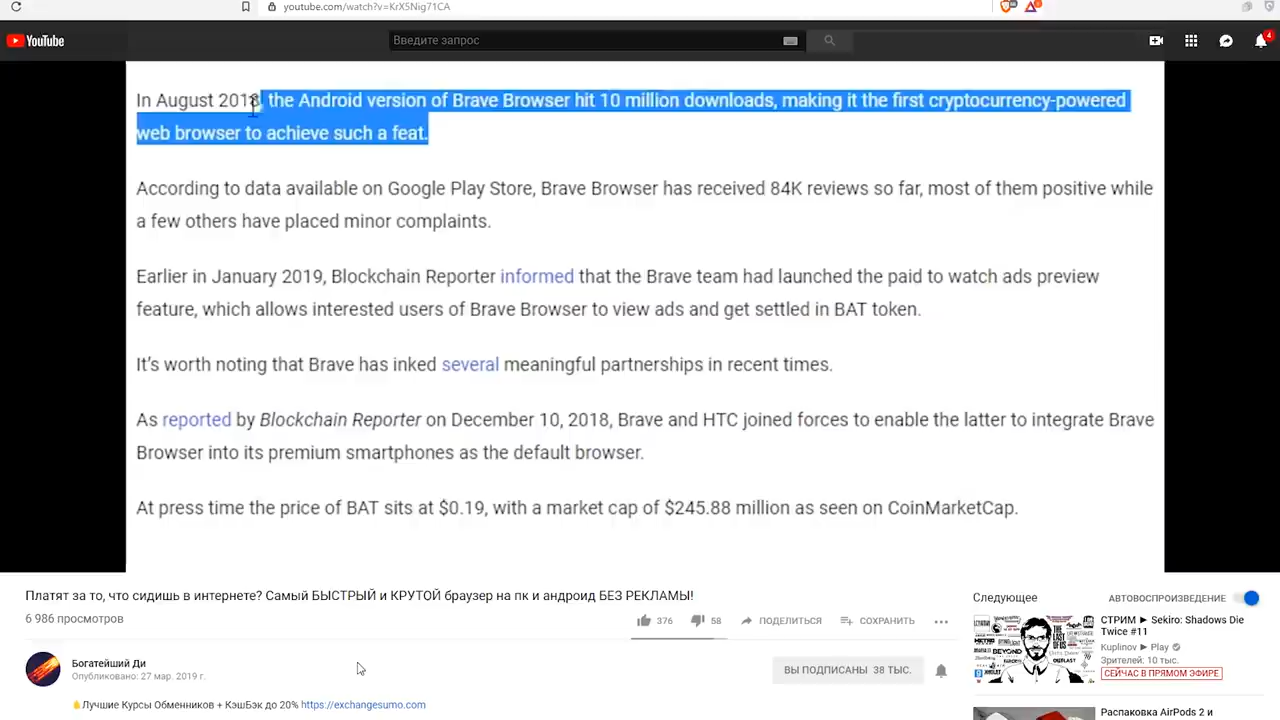 youtube.com/watch?v=KrX5Nig71CA
YouTube
Введите запрос
4
In August 2018, the Android version of Brave Browser hit 10 million downloads, making it the first cryptocurrency-powered
web browser to achieve such a feat.
According to data available on Google Play Store, Brave Browser has received 84K reviews so far, most of them positive while
a few others have placed minor complaints.
Earlier in January 2019, Blockchain Reporter informed that the Brave team had launched the paid to watch ads preview
feature, which allows interested users of Brave Browser to view ads and get settled in BAT token.
It's worth noting that Brave has inked several meaningful partnerships in recent times.
As reported by Blockchain Reporter on December 10, 2018, Brave and HTC joined forces to enable the latter to integrate Brave
Browser into its premium smartphones as the default browser.
At press time the price of BAT sits at $0.19, with a market cap of $245.88 million as seen on CoinMarketCap.
Платят за то, что сидишь в интернете? Самый БЫСТРЫЙ и КРУТОЙ браузер на пк и андроид БЕЗ РЕКЛАМЫ!
6 986 просмотров
376
58
ПОДЕЛИТЬСЯ
СОХРАНИТЬ
Богатейший Ди
Опубликовано: 27 мар. 2019 г.
ВЫ ПОДПИСАНЫ 38 ТЫС.
Лучшие Курсы Обменников + КэшБэк до 20% https://exchangesumo.com
Следующее
АВТОВОСПРОИЗВЕДЕНИЕ
СТРИМ ► Sekiro: Shadows Die
Twice #11
Kuplinov ► Play
Зрителей: 10 тыс.
СЕЙЧАС В ПРЯМОМ ЭФИРЕ
Распаковка AirPods 2 и